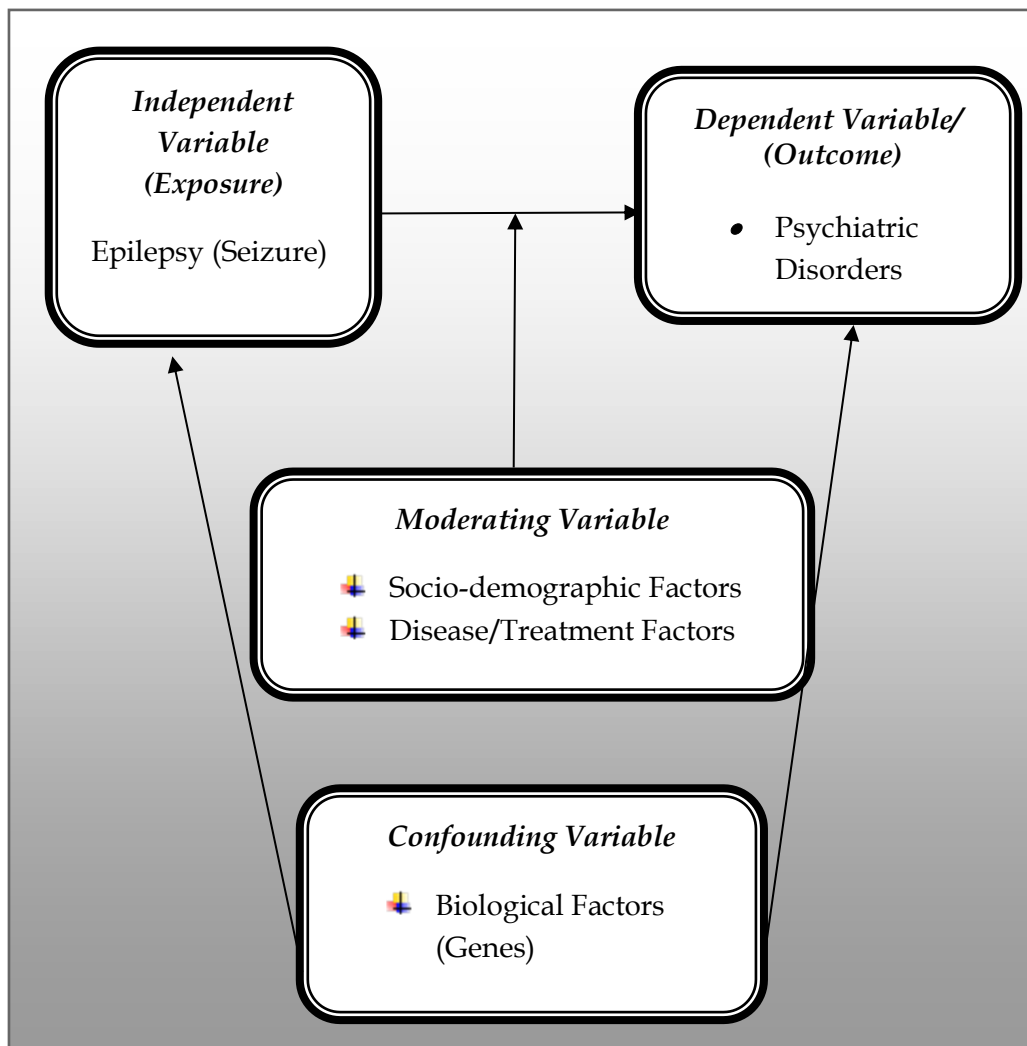 Independent
Variable
(Exposure)
Epilepsy (Seizure)
Dependent Variable/
(Outcome)
Psychiatric
Disorders
Moderating Variable
Socio-demographic Factors
Disease/Treatment Factors
Confounding Variable
Biological Factors
(Genes)